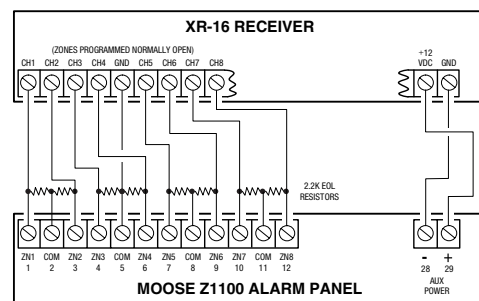 XR-16 RECEIVER
(ZONES PROGRAMMED NORMALLY OPEN)
+12
CH1 CH2 CH3 CH4 GND CH5 CH6 CH7 CH8 VDC GND
2.2K EOL
RESISTORS
ZN1 COM ZN2 ZN3 COM ZN4 ZN5 COM ZN6 ZN7 COM ZN8 - +
1 2 3 4 5 6 7 8 9 10 11 12 28 29
AUX
POWER
MOOSE Z1100 ALARM PANEL